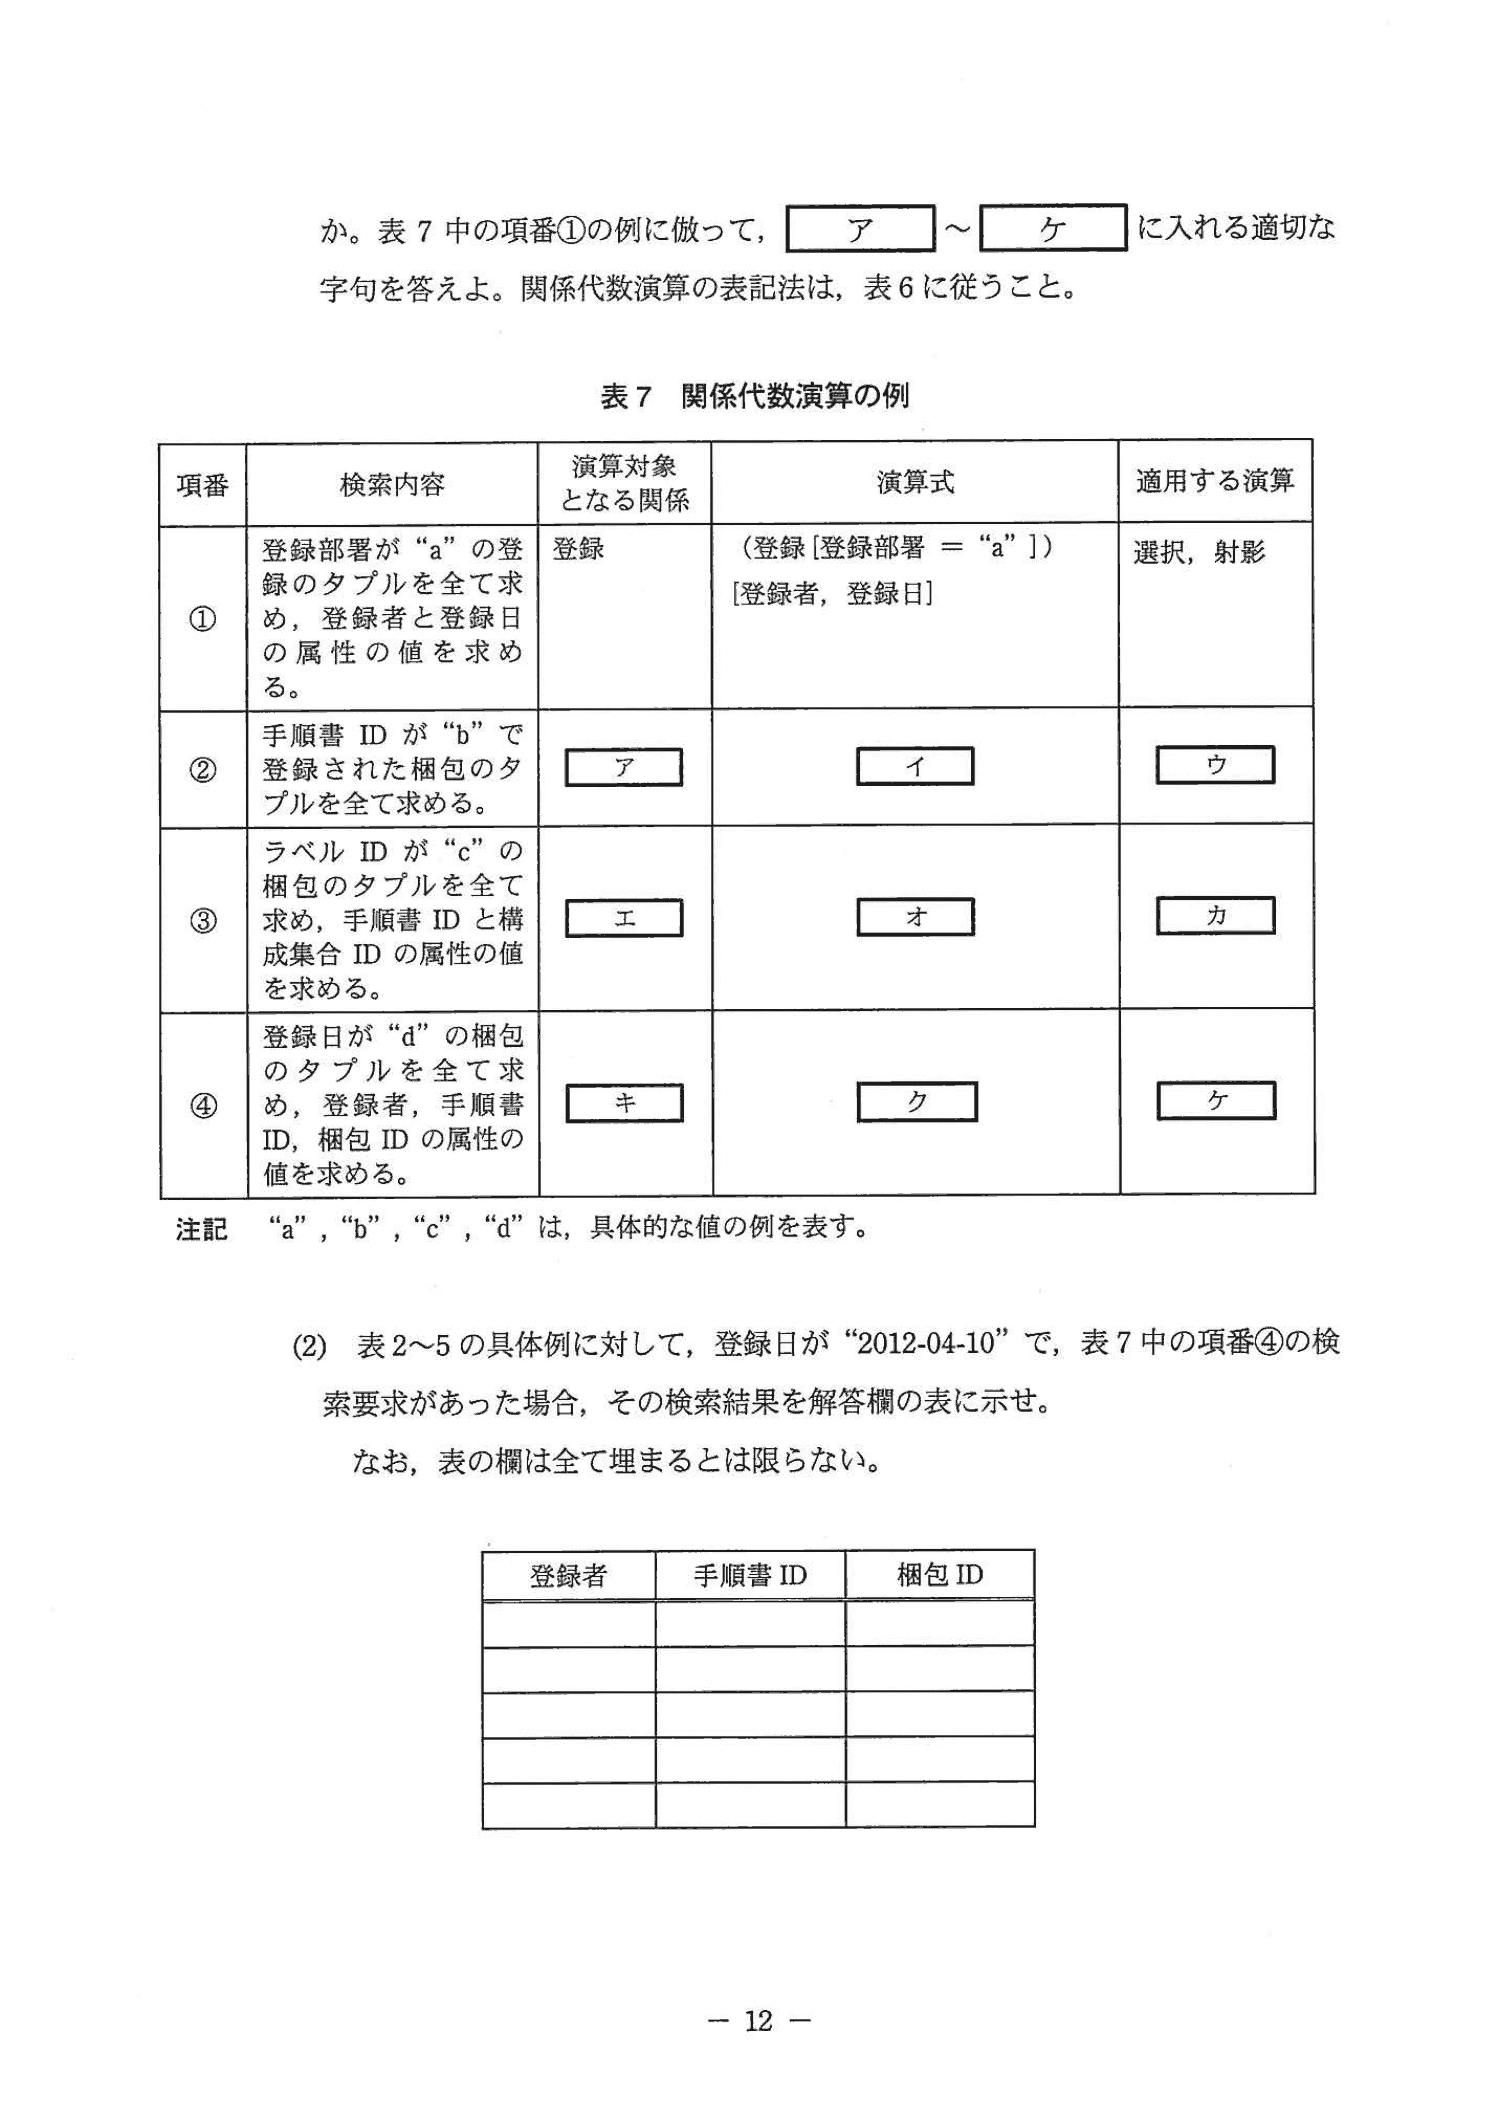 か。表 7 中の項番①の例に倣って, ア ～ ケ に入れる適切な
字句を答えよ。関係代数演算の表記法は, 表 6 に従うこと。
表 7 関係代数演算の例
項番 検索内容 演算対象となる関係 演算式 適用する演算
①
登録部署が“a”の登
録のタプルを全て求
め, 登録者と登録日
の属性の値を求め
る。
登録
（登録 [登録部署 ＝ “a” ]）
[登録者, 登録日]
選択, 射影
②
手順書 ID が“b”で
登録された梱包のタ
プルを全て求める。
ア
イ
ウ
③
ラベル ID が“c”の
梱包のタプルを全て
求め, 手順書 ID と構
成集合 ID の属性の値
を求める。
エ
オ
カ
④
登録日が“d”の梱包
のタプルを全て求
め, 登録者, 手順書
ID, 梱包 ID の属性の
値を求める。
キ
ク
ケ
注記 “a”, “b”, “c”, “d”は, 具体的な値の例を表す。
(2) 表 2～5 の具体例に対して, 登録日が“2012-04-10”で, 表 7 中の項番④の検
索要求があった場合, その検索結果を解答欄の表に示せ。
なお, 表の欄は全て埋まるとは限らない。
登録者 手順書 ID 梱包 ID
－ 12 －